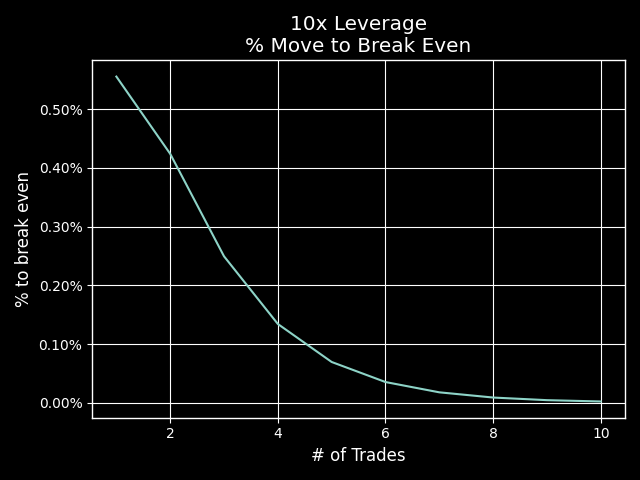 10x Leverage
% Move to Break Even
% to break even
0.50%
0.40%
0.30%
0.20%
0.10%
0.00%
2 4 6 8 10
# of Trades